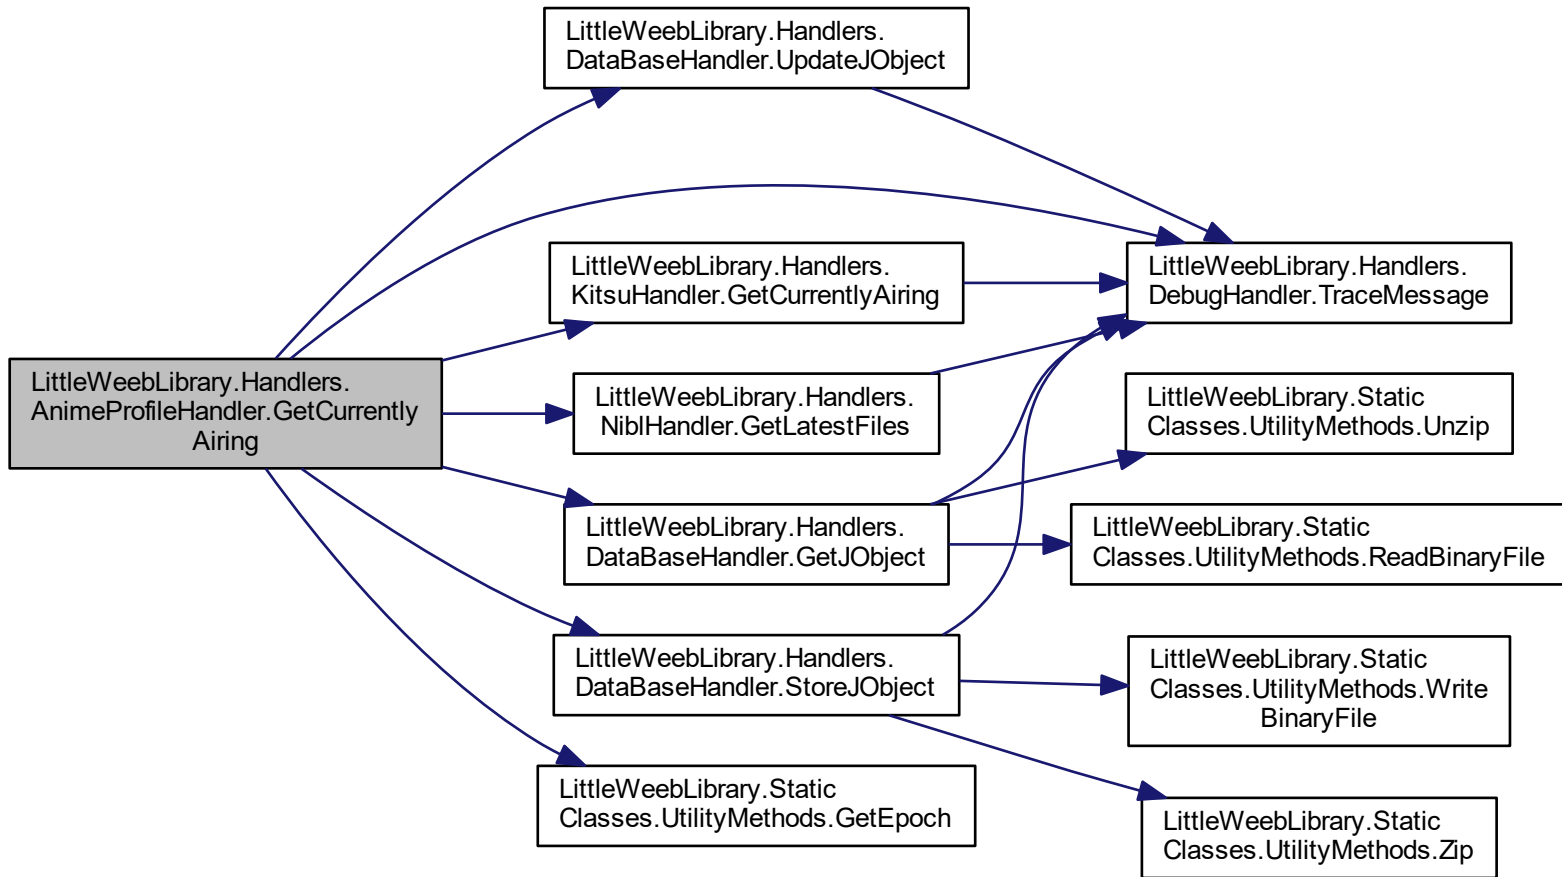 LittleWeebLibrary.Handlers.
DataBaseHandler.UpdateJObject
LittleWeebLibrary.Handlers.
KitsuHandler.GetCurrentlyAiring
LittleWeebLibrary.Handlers.
DebugHandler.TraceMessage
LittleWeebLibrary.Handlers.
AnimeProfileHandler.GetCurrently
Airing
LittleWeebLibrary.Handlers.
NiblHandler.GetLatestFiles
LittleWeebLibrary.Static
Classes.UtilityMethods.Unzip
LittleWeebLibrary.Handlers.
DataBaseHandler.GetJObject
LittleWeebLibrary.Static
Classes.UtilityMethods.ReadBinaryFile
LittleWeebLibrary.Handlers.
DataBaseHandler.StoreJObject
LittleWeebLibrary.Static
Classes.UtilityMethods.Write
BinaryFile
LittleWeebLibrary.Static
Classes.UtilityMethods.GetEpoch
LittleWeebLibrary.Static
Classes.UtilityMethods.Zip